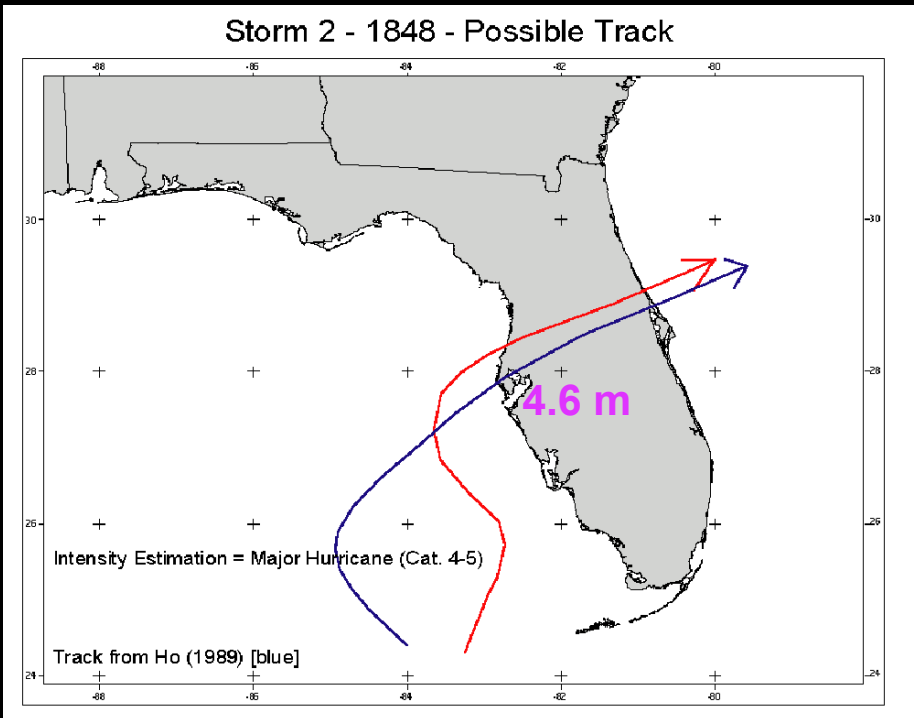 Storm 2 - 1848 - Possible Track
-88 -86 -84 -82 -80
30 30
28 28
4.6 m
26 26
Intensity Estimation = Major Hurricane (Cat. 4-5)
Track from Ho (1989) [blue]
24 24
-88 -86 -84 -82 -80